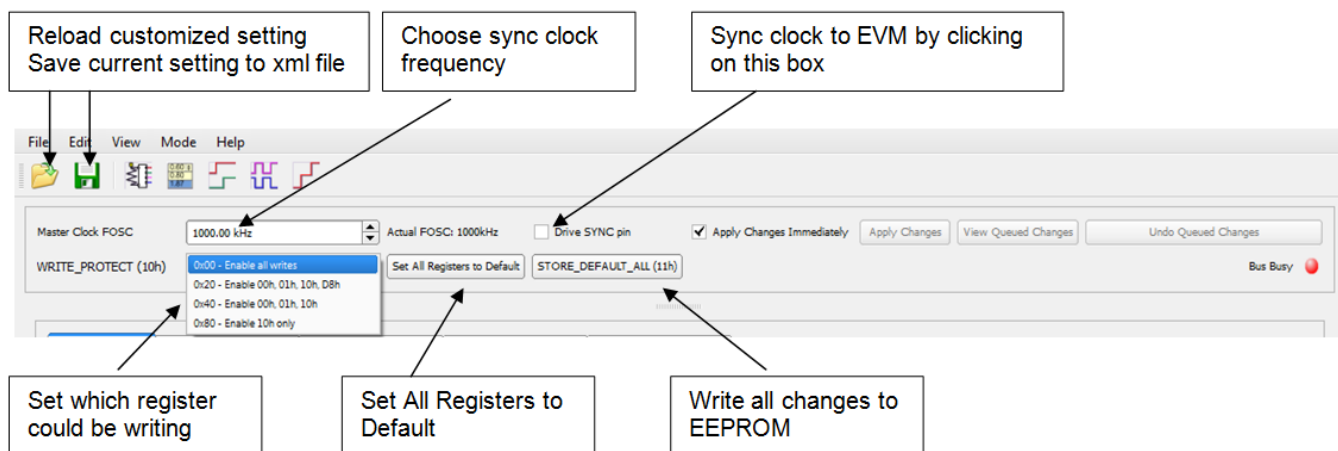 Reload customized setting
Save current setting to xml file
Choose sync clock
frequency
Sync clock to EVM by clicking
on this box
File Edit View Mode Help
Master Clock FOSC 1000.00 kHz Actual FOSC: 1000kHz Drive SYNC pin Apply Changes Immediately Apply Changes View Queued Changes Undo Queued Changes
WRITE_PROTECT (10h) 0x00 - Enable all writes Set All Registers to Default STORE_DEFAULT_ALL (11h) Bus Busy
0x20 - Enable 00h, 01h, 10h, D8h
0x40 - Enable 00h, 01h, 10h
0x80 - Enable 10h only
Set which register
could be writing
Set All Registers to
Default
Write all changes to
EEPROM